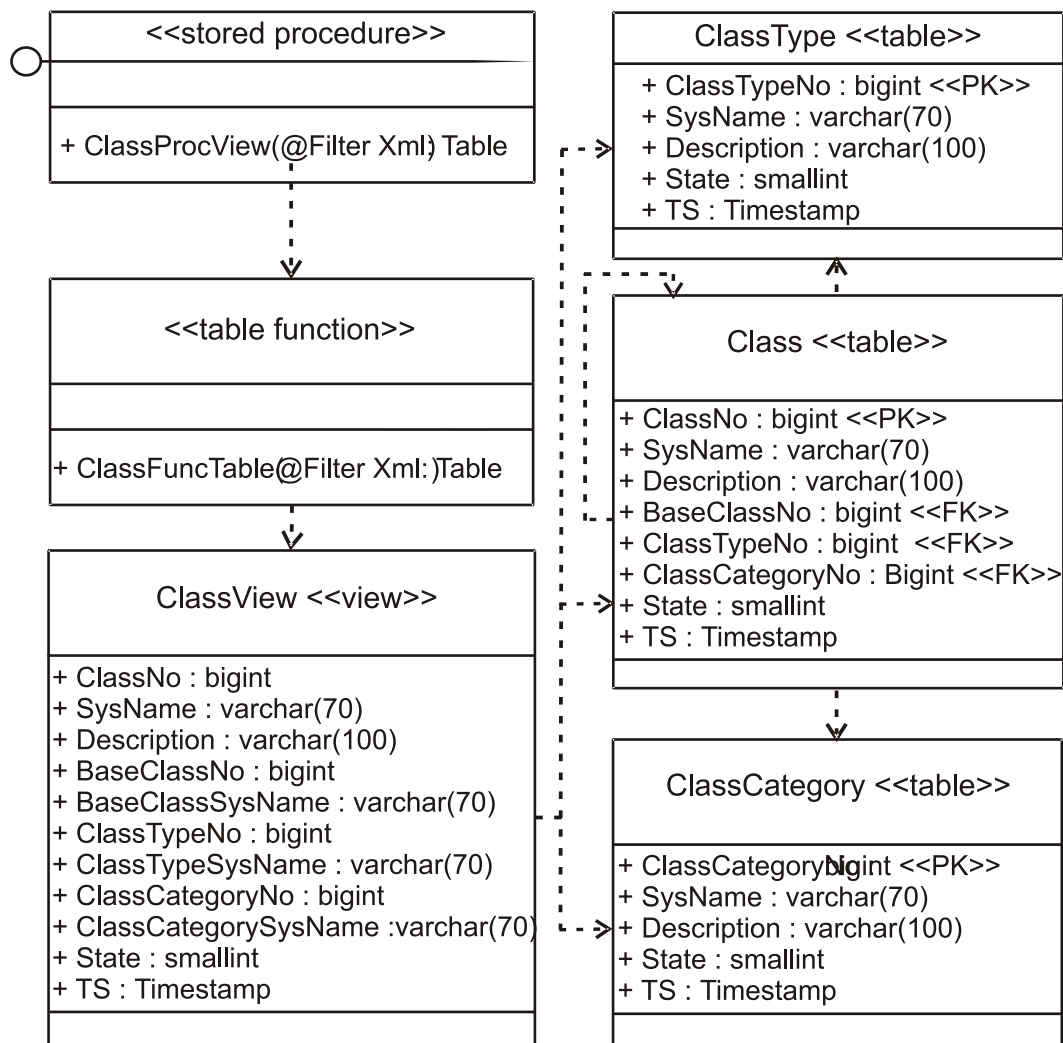 <<stored procedure>>
+ ClassProcView(@Filter Xml) : Table
<<table function>>
+ ClassFuncTable@Filter Xml:)Table
ClassView <<view>>
+ ClassNo : bigint
+ SysName : varchar(70)
+ Description : varchar(100)
+ BaseClassNo : bigint
+ BaseClassSysName : varchar(70)
+ ClassTypeNo : bigint
+ ClassTypeSysName : varchar(70)
+ ClassCategoryNo : bigint
+ ClassCategorySysName :varchar(70)
+ State : smallint
+ TS : Timestamp
ClassType <<table>>
+ ClassTypeNo : bigint <<PK>>
+ SysName : varchar(70)
+ Description : varchar(100)
+ State : smallint
+ TS : Timestamp
Class <<table>>
+ ClassNo : bigint <<PK>>
+ SysName : varchar(70)
+ Description : varchar(100)
+ BaseClassNo : bigint <<FK>>
+ ClassTypeNo : bigint <<FK>>
+ ClassCategoryNo : Bigint <<FK>>
+ State : smallint
+ TS : Timestamp
ClassCategory <<table>>
+ ClassCategoryNo : bigint <<PK>>
+ SysName : varchar(70)
+ Description : varchar(100)
+ State : smallint
+ TS : Timestamp